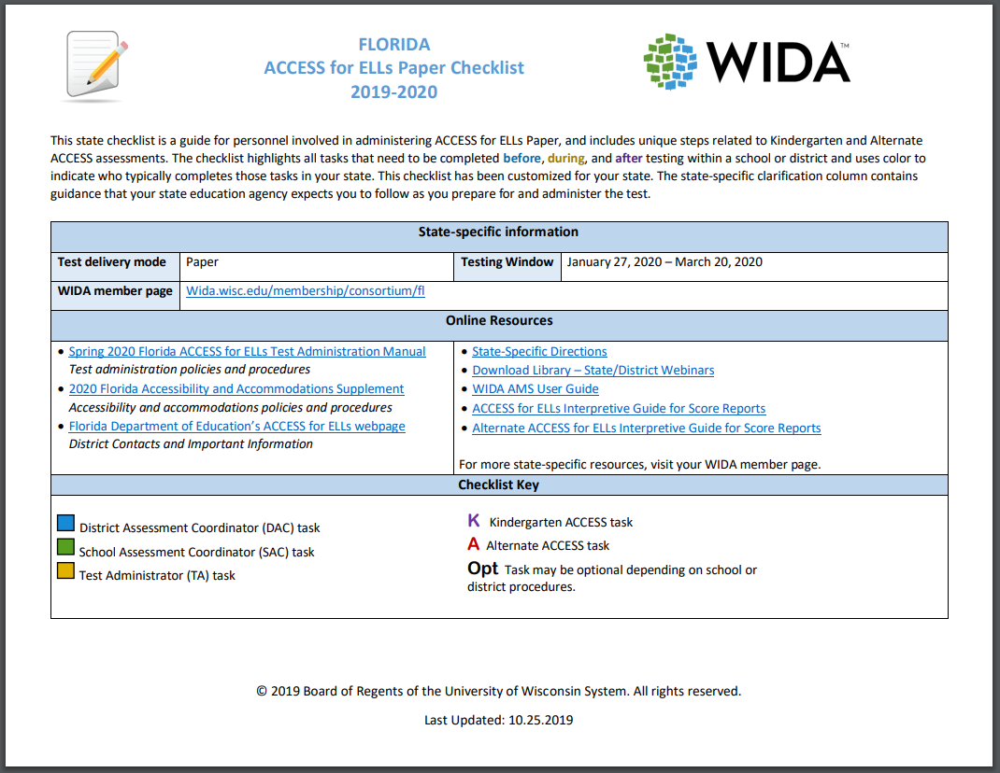 FLORIDA
ACCESS for ELLs Paper Checklist
2019-2020
WIDA™
This state checklist is a guide for personnel involved in administering ACCESS for ELLs Paper, and includes unique steps related to Kindergarten and Alternate
ACCESS assessments. The checklist highlights all tasks that need to be completed before, during, and after testing within a school or district and uses color to
indicate who typically completes those tasks in your state. This checklist has been customized for your state. The state-specific clarification column contains
guidance that your state education agency expects you to follow as you prepare for and administer the test.
State-specific information
Test delivery mode Paper Testing Window January 27, 2020 – March 20, 2020
WIDA member page Wida.wisc.edu/membership/consortium/fl
Online Resources
• Spring 2020 Florida ACCESS for ELLs Test Administration Manual
Test administration policies and procedures
• 2020 Florida Accessibility and Accommodations Supplement
Accessibility and accommodations policies and procedures
• Florida Department of Education’s ACCESS for ELLs webpage
District Contacts and Important Information
• State-Specific Directions
• Download Library – State/District Webinars
• WIDA AMS User Guide
• ACCESS for ELLs Interpretive Guide for Score Reports
• Alternate ACCESS for ELLs Interpretive Guide for Score Reports
For more state-specific resources, visit your WIDA member page.
Checklist Key
District Assessment Coordinator (DAC) task
School Assessment Coordinator (SAC) task
Test Administrator (TA) task
K Kindergarten ACCESS task
A Alternate ACCESS task
Opt Task may be optional depending on school or
district procedures.
© 2019 Board of Regents of the University of Wisconsin System. All rights reserved.
Last Updated: 10.25.2019